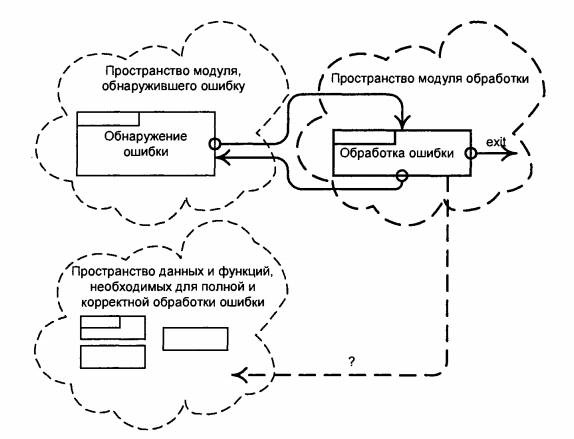 Пространство модуля,
обнаружившего ошибку
Обнаружение
ошибки
Пространство модуля обработки
Обработка ошибки
exit
Пространство данных и функций,
необходимых для полной и
корректной обработки ошибки
?